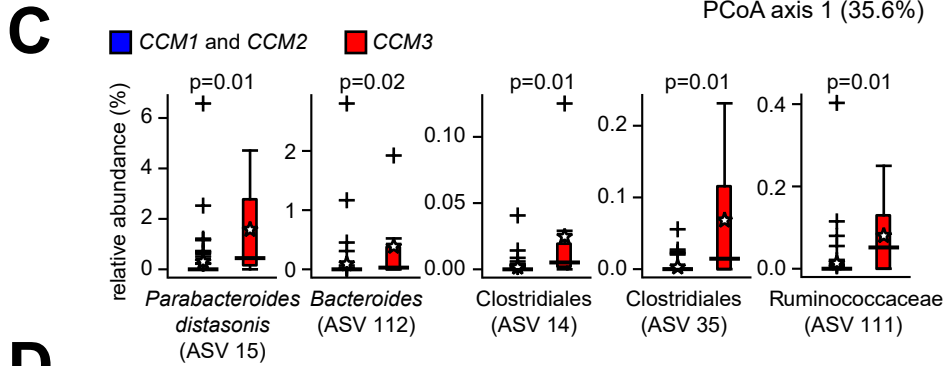 C
PCoA axis 1 (35.6%)
CCM1 and CCM2 CCM3
relative abundance (%)
p=0.01 p=0.02 p=0.01 p=0.01 p=0.01
6
4
2
0
2
1
0
0.10
0.05
0.00
0.2
0.1
0.0
0.4
0.2
0.0
Parabacteroides
distasonis
(ASV 15)
Bacteroides
(ASV 112)
Clostridiales
(ASV 14)
Clostridiales
(ASV 35)
Ruminococcaceae
(ASV 111)
D